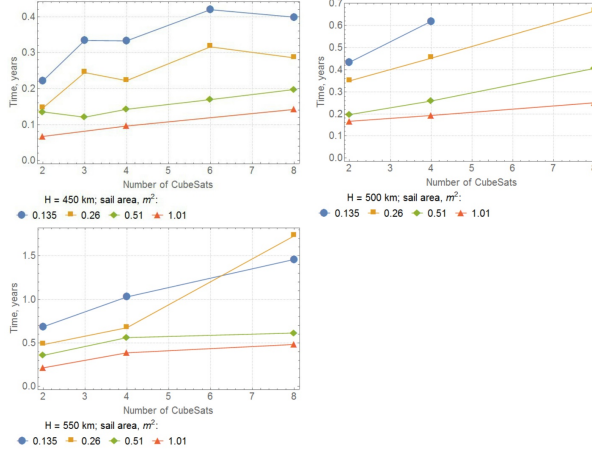 0.4
0.3
0.2
0.1
0.0
Time, years
2 3 4 5 6 7 8
Number of CubeSats
H = 450 km; sail area, m²:
0.135 0.26 0.51 1.01
0.7
0.6
0.5
0.4
0.3
0.2
0.1
0.0
Time, years
2 3 4 5 6 7
Number of CubeSats
H = 500 km; sail area, m²:
0.135 0.26 0.51 1.01
1.5
1.0
0.5
0.0
Time, years
2 3 4 5 6 7 8
Number of CubeSats
H = 550 km; sail area, m²:
0.135 0.26 0.51 1.01